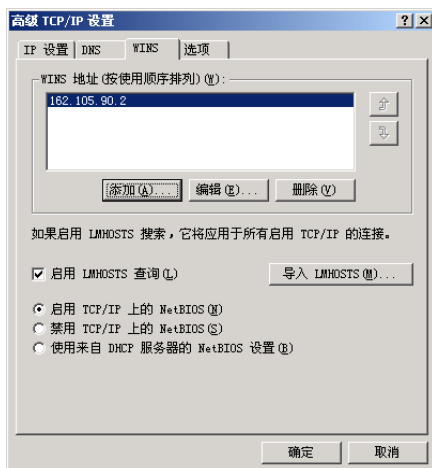 高级 TCP/IP 设置
IP 设置 DNS WINS 选项
WINS 地址(按使用顺序排列)(W):
162.105.90.2
添加(A)... 编辑(E)... 删除(V)
如果启用 LMHOSTS 搜索，它将应用于所有启用 TCP/IP 的连接。
启用 LMHOSTS 查询(L) 导入 LMHOSTS(M)...
启用 TCP/IP 上的 NetBIOS(N)
禁用 TCP/IP 上的 NetBIOS(S)
使用来自 DHCP 服务器的 NetBIOS 设置(B)
确定 取消